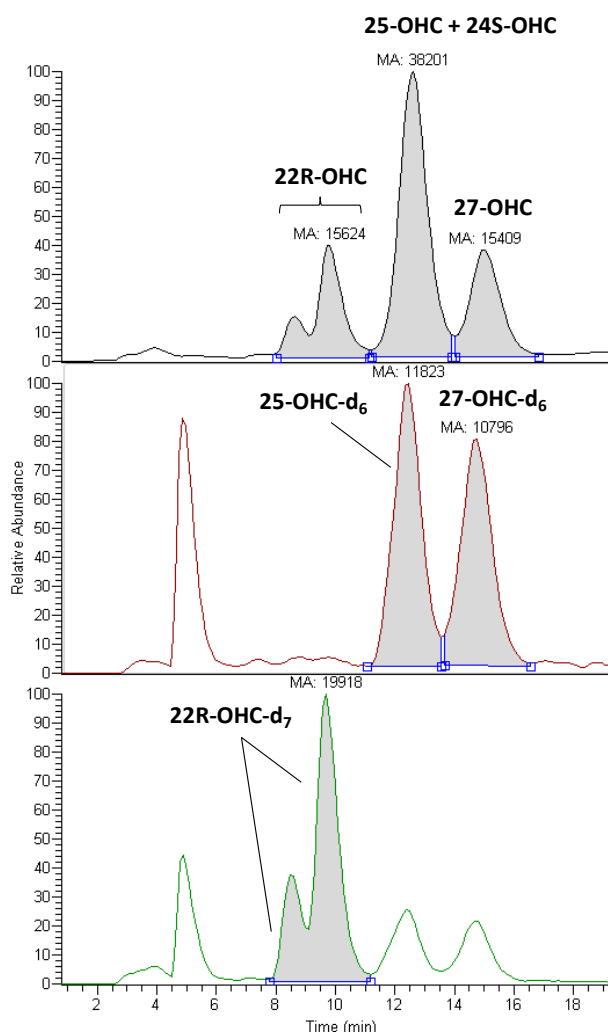 25-OHC + 24S-OHC
MA: 38201
22R-OHC
MA: 15624
27-OHC
MA: 15409
100
90
80
70
60
50
40
30
20
10
0
MA: 11823
25-OHC-d6
27-OHC-d6
MA: 10796
100
90
80
70
60
50
40
30
20
10
0
Relative Abundance
MA: 19918
22R-OHC-d7
100
90
80
70
60
50
40
30
20
10
0
2 4 6 8 10 12 14 16 18
Time (min)